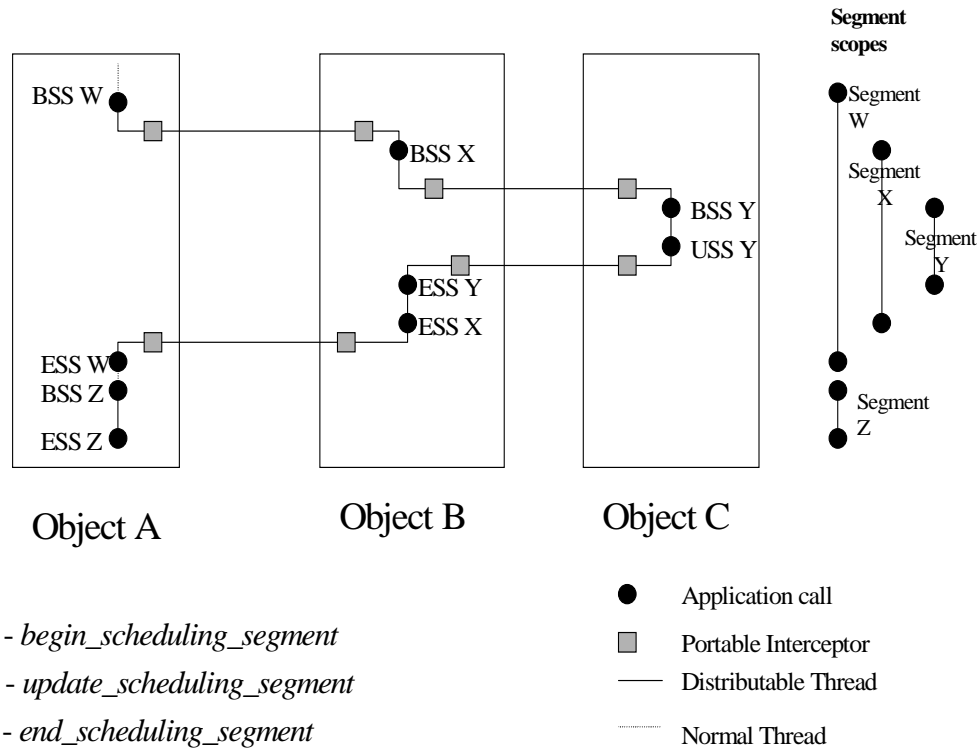 Segment
scopes
BSS W
BSS X
BSS Y
USS Y
ESS Y
ESS X
ESS W
BSS Z
ESS Z
Segment
W
Segment
X
Segment
Y
Segment
Z
Object A
Object B
Object C
- begin_scheduling_segment
- update_scheduling_segment
- end_scheduling_segment
Application call
Portable Interceptor
Distributable Thread
Normal Thread